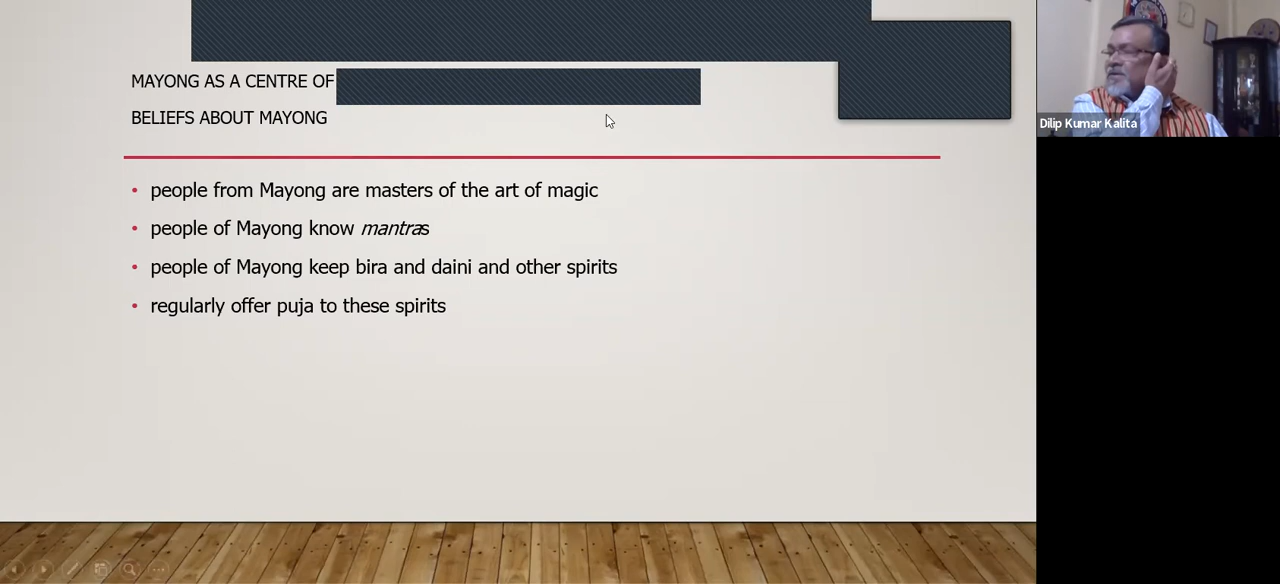 MAYONG AS A CENTRE OF
BELIEFS ABOUT MAYONG
• people from Mayong are masters of the art of magic
• people of Mayong know mantras
• people of Mayong keep bira and daini and other spirits
• regularly offer puja to these spirits
Dilip Kumar Kalita